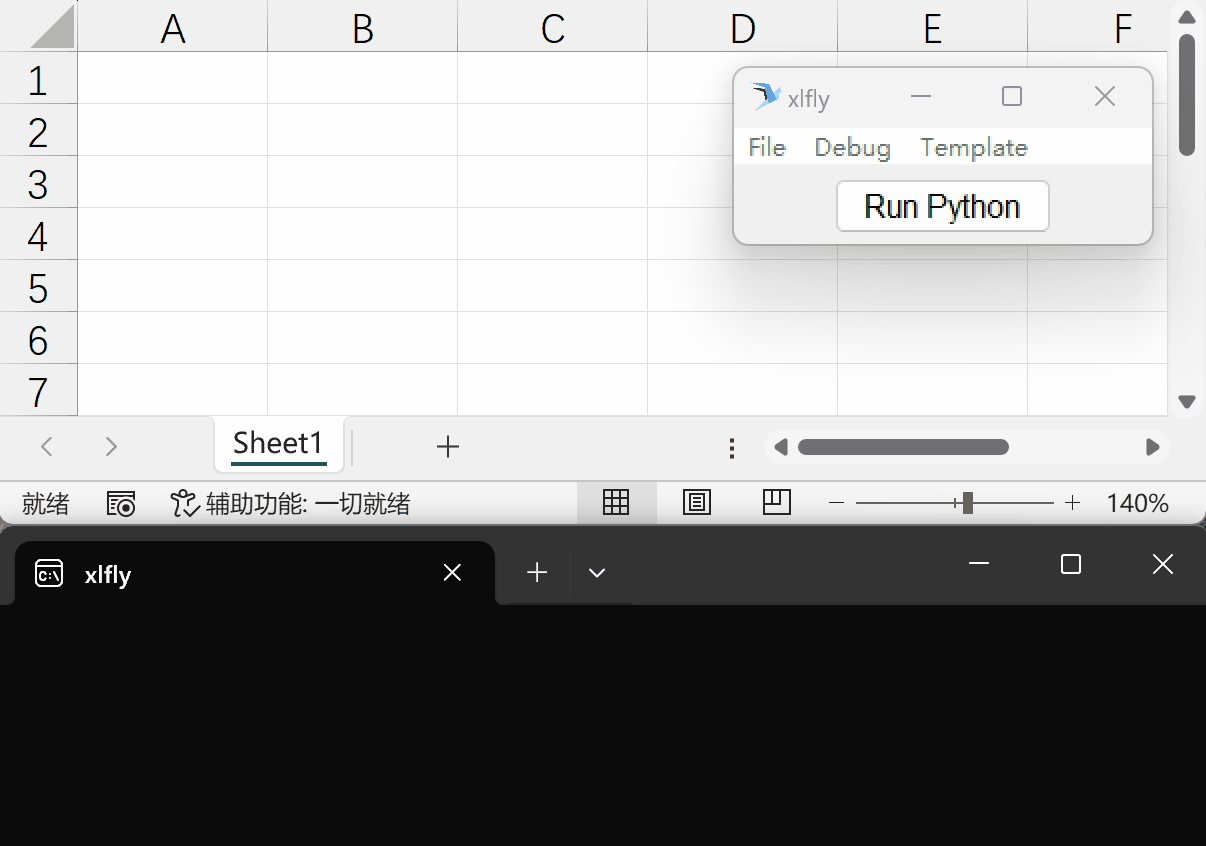 A B C D E F
1
2
3
4
5
6
7
xlfly
File Debug Template
Run Python
Sheet1
就绪 辅助功能: 一切就绪 140%
C:\ xlfly